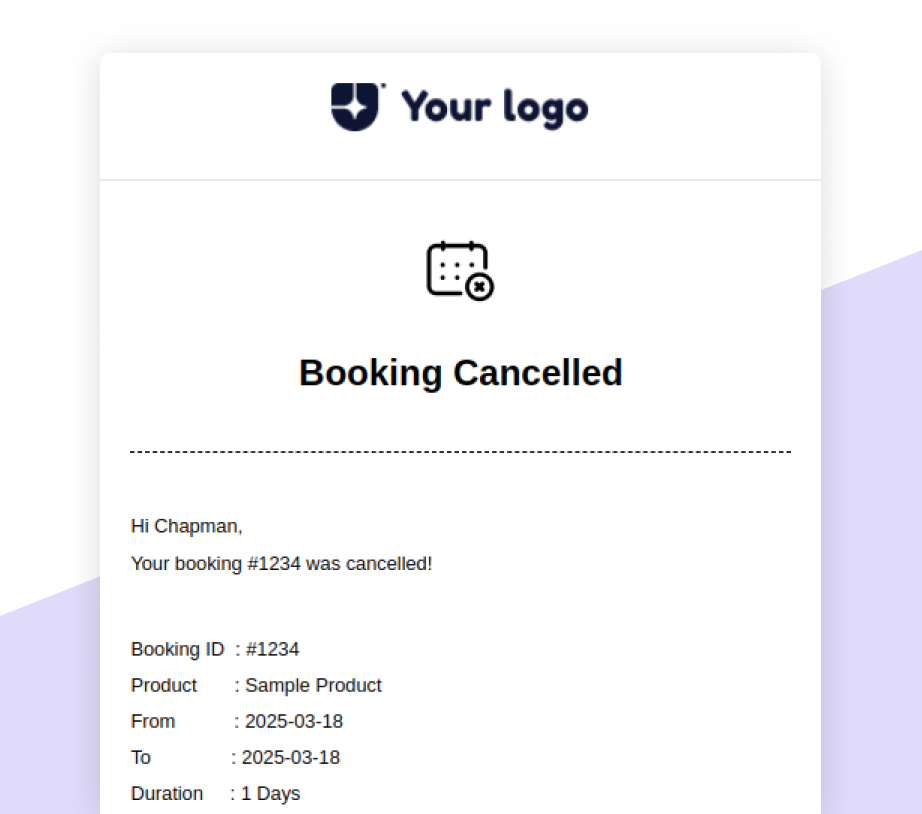 Your logo
Booking Cancelled
Hi Chapman,
Your booking #1234 was cancelled!
Booking ID : #1234
Product : Sample Product
From : 2025-03-18
To : 2025-03-18
Duration : 1 Days